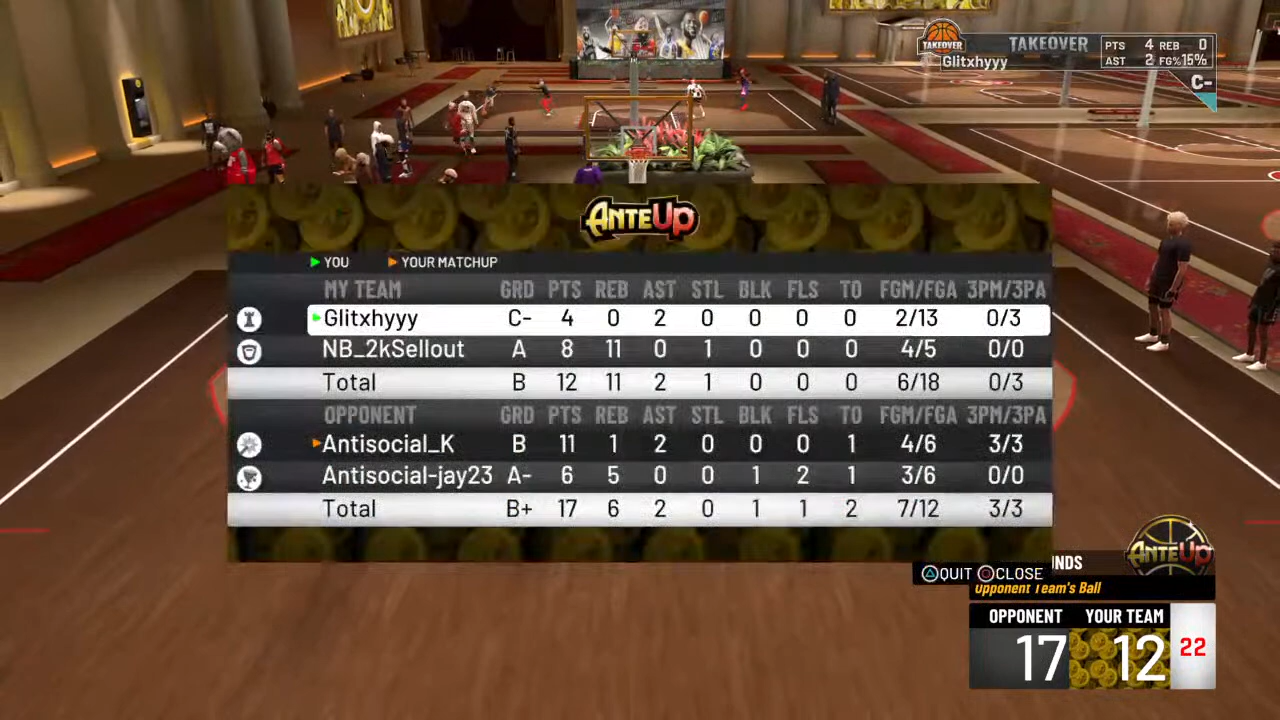 TAKEOVER
TAKEOVER
PTS 4 REB 0
Glitxhyyy
AST 2 FG% 15%
C-
ANTEUP
YOU YOUR MATCHUP
MY TEAM GRD PTS REB AST STL BLK FLS TO FGM/FGA 3PM/3PA
Glitxhyyy C- 4 0 2 0 0 0 0 2/13 0/3
NB_2kSellout A 8 11 0 1 0 0 0 4/5 0/0
Total B 12 11 2 1 0 0 0 6/18 0/3
OPPONENT GRD PTS REB AST STL BLK FLS TO FGM/FGA 3PM/3PA
Antisocial_K B 11 1 2 0 0 0 1 4/6 3/3
Antisocial-jay23 A- 6 5 0 0 1 2 1 3/6 0/0
Total B+ 17 6 2 0 1 1 2 7/12 3/3
ANTEUP
QUIT CLOSE
Opponent Team's Ball
OPPONENT YOUR TEAM
17 12 22